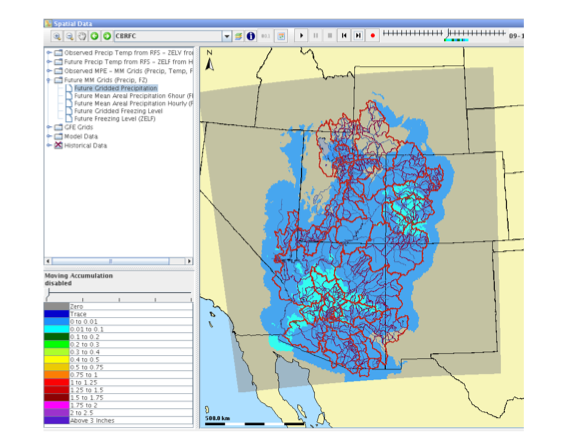 Spatial Data
CBRFC
09-
N
Observed Precip Temp from RFS - ZELV fro
Future Precip Temp from RFS - ZELV from H
Observed MPE - MM Grids (Precip, Temp, F
Future MM Grids (Precip, FZ)
Future Gridded Precipitation
Future Mean Areal Precipitation 6hour (F
Future Mean Areal Precipitation Hourly (F
Future Gridded Freezing Level
Future Freezing Level (ZELF)
GFE Grids
Model Data
Historical Data
Moving Accumulation
disabled
Zero
Trace
0 to 0.01
0.01 to 0.1
0.1 to 0.2
0.2 to 0.3
0.3 to 0.4
0.4 to 0.5
0.5 to 0.75
0.75 to 1
1 to 1.25
1.25 to 1.5
1.5 to 1.75
1.75 to 2
2 to 2.5
Above 3 Inches
500.0 km